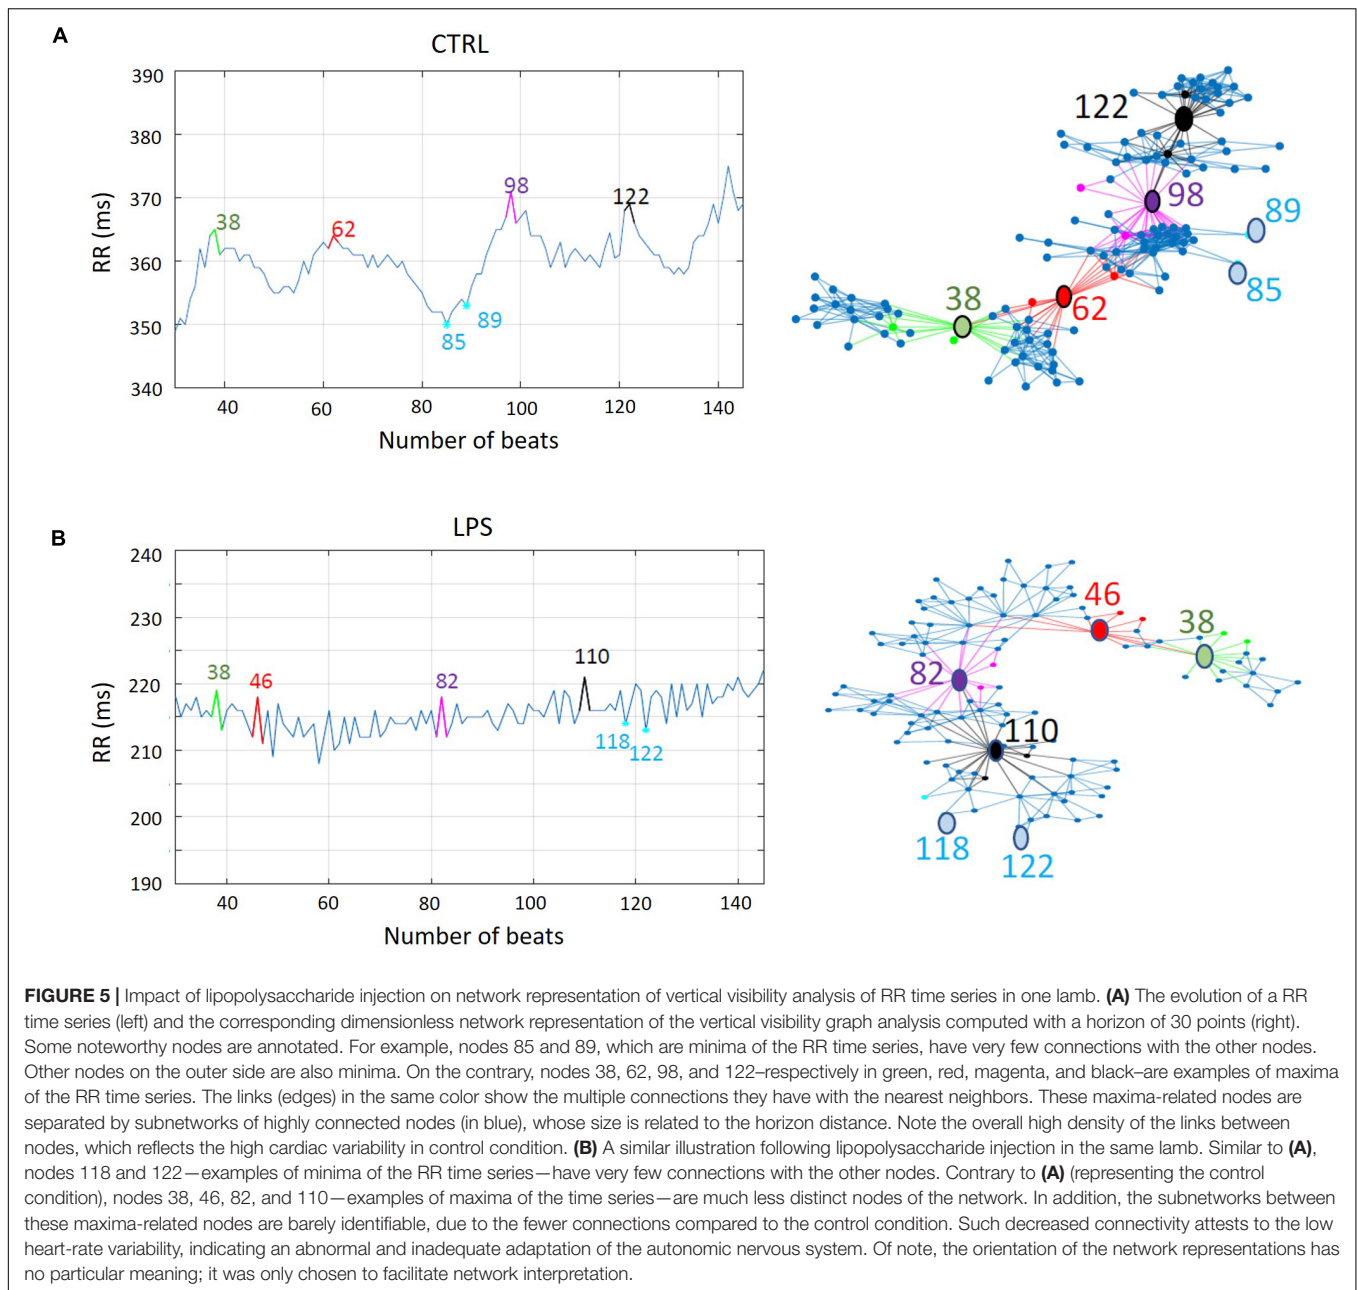 A
CTRL
390
380
370
360
350
340
RR (ms)
38
62
98
122
85
89
40
60
80
100
120
140
Number of beats
122
98
89
85
62
38
B
LPS
240
230
220
210
200
190
RR (ms)
38
46
82
110
118
122
40
60
80
100
120
140
Number of beats
46
38
82
110
118
122
FIGURE 5 | Impact of lipopolysaccharide injection on network representation of vertical visibility analysis of RR time series in one lamb. (A) The evolution of a RR
time series (left) and the corresponding dimensionless network representation of the vertical visibility graph analysis computed with a horizon of 30 points (right).
Some noteworthy nodes are annotated. For example, nodes 85 and 89, which are minima of the RR time series, have very few connections with the other nodes.
Other nodes on the outer side are also minima. On the contrary, nodes 38, 62, 98, and 122–respectively in green, red, magenta, and black–are examples of maxima
of the RR time series. The links (edges) in the same color show the multiple connections they have with the nearest neighbors. These maxima-related nodes are
separated by subnetworks of highly connected nodes (in blue), whose size is related to the horizon distance. Note the overall high density of the links between
nodes, which reflects the high cardiac variability in control condition. (B) A similar illustration following lipopolysaccharide injection in the same lamb. Similar to (A),
nodes 118 and 122—examples of minima of the RR time series—have very few connections with the other nodes. Contrary to (A) (representing the control
condition), nodes 38, 46, 82, and 110—examples of maxima of the time series—are much less distinct nodes of the network. In addition, the subnetworks between
these maxima-related nodes are barely identifiable, due to the fewer connections compared to the control condition. Such decreased connectivity attests to the low
heart-rate variability, indicating an abnormal and inadequate adaptation of the autonomic nervous system. Of note, the orientation of the network representations has
no particular meaning; it was only chosen to facilitate network interpretation.